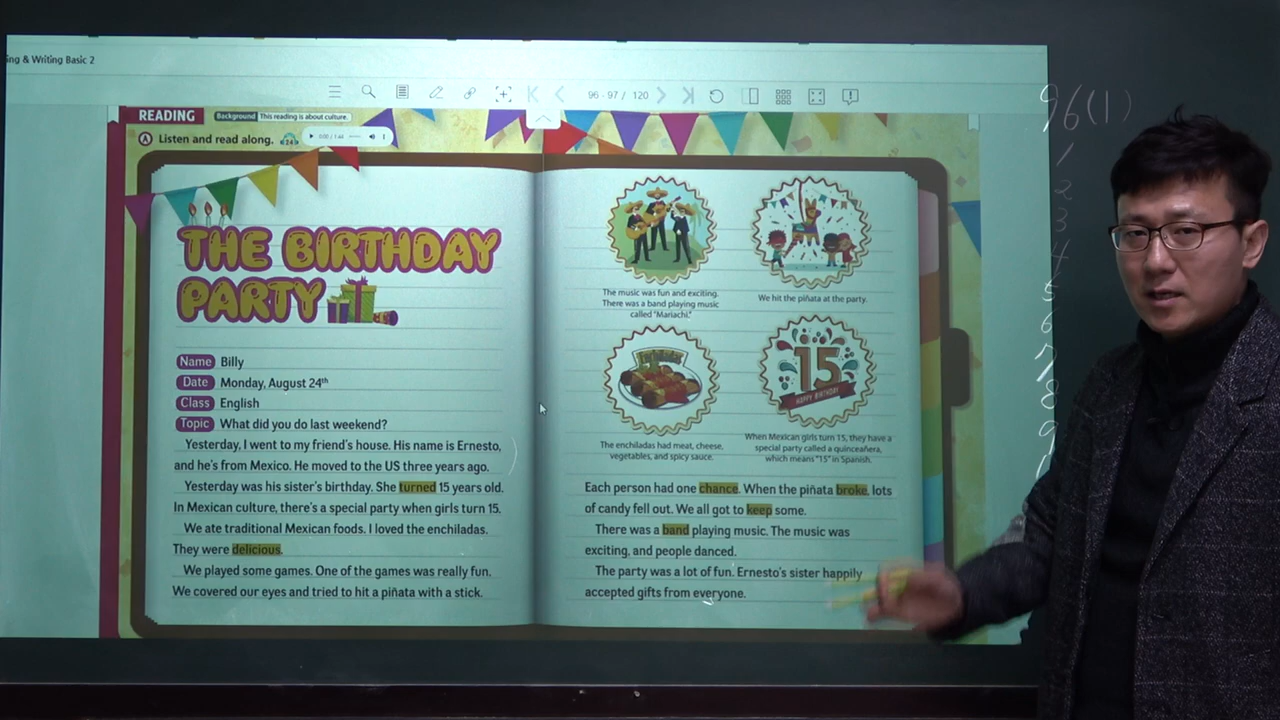 ing & Writing Basic 2
96 - 97 / 120
READING
Background This reading is about culture.
A Listen and read along.
THE BIRTHDAY
PARTY
Name Billy
Date Monday, August 24th
Class English
Topic What did you do last weekend?
Yesterday, I went to my friend's house. His name is Ernesto,
and he's from Mexico. He moved to the US three years ago.
Yesterday was his sister's birthday. She turned 15 years old.
In Mexican culture, there's a special party when girls turn 15.
We ate traditional Mexican foods. I loved the enchiladas.
They were delicious.
We played some games. One of the games was really fun.
We covered our eyes and tried to hit a piñata with a stick.
The music was fun and exciting.
There was a band playing music
called "Mariachi."
We hit the piñata at the party.
Enchiladas
The enchiladas had meat, cheese,
vegetables, and spicy sauce.
15
HAPPY BIRTHDAY
When Mexican girls turn 15, they have a
special party called a quinceañera,
which means "15" in Spanish.
Each person had one chance. When the piñata broke, lots
of candy fell out. We all got to keep some.
There was a band playing music. The music was
exciting, and people danced.
The party was a lot of fun. Ernesto's sister happily
accepted gifts from everyone.
96(1)